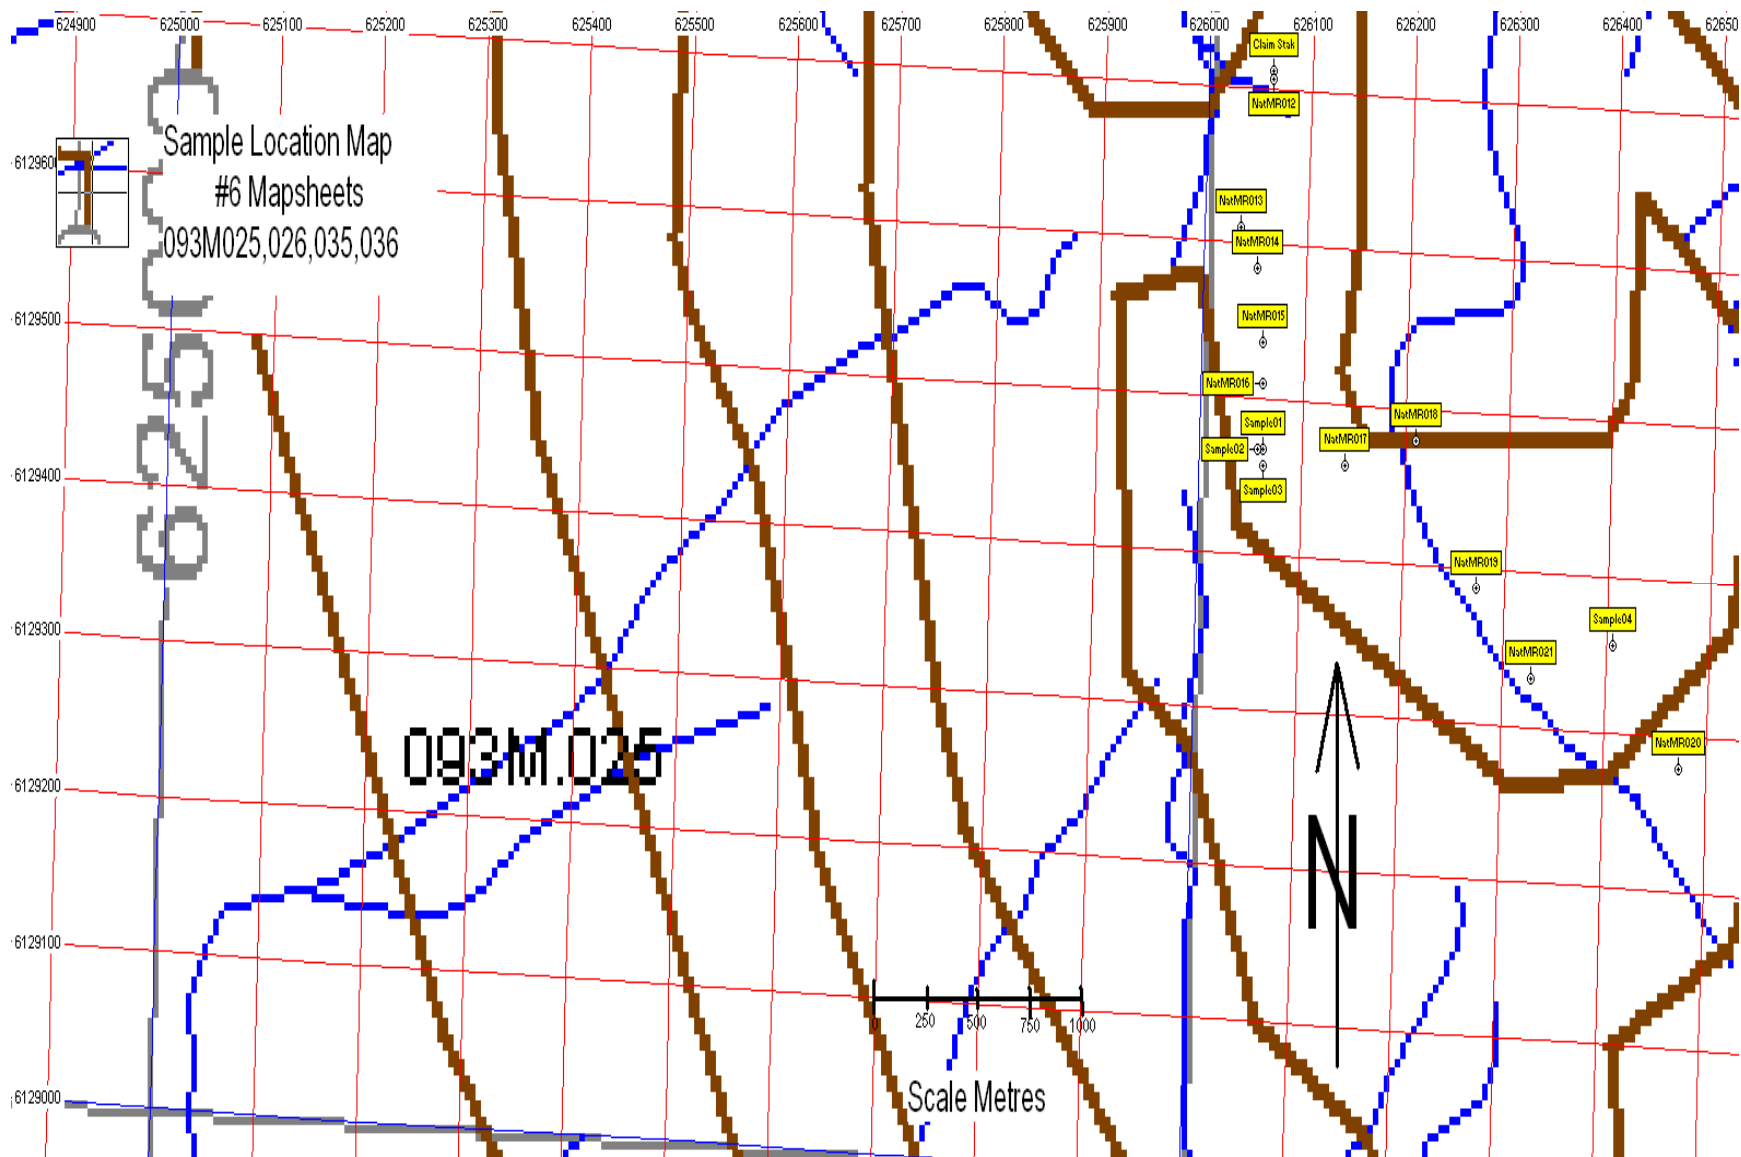 624900 625000 625100 625200 625300 625400 625500 625600 625700 625800 625900 626000 626100 626200 626300 626400 62650
Claim Stak
NatMR012
Sample Location Map
#6 Mapsheets
093M025,026,035,036
6129600
NatMR013
NatMR014
NatMR015
6129500
625000
NatMR016
NatMR018
Sample01
NatMR017
Sample02
6129400
Sample03
NatMR019
Sample04
6129300
NatMR021
093M.025
NatMR020
6129200
N
6129100
0 250 500 750 1000
Scale Metres
6129000